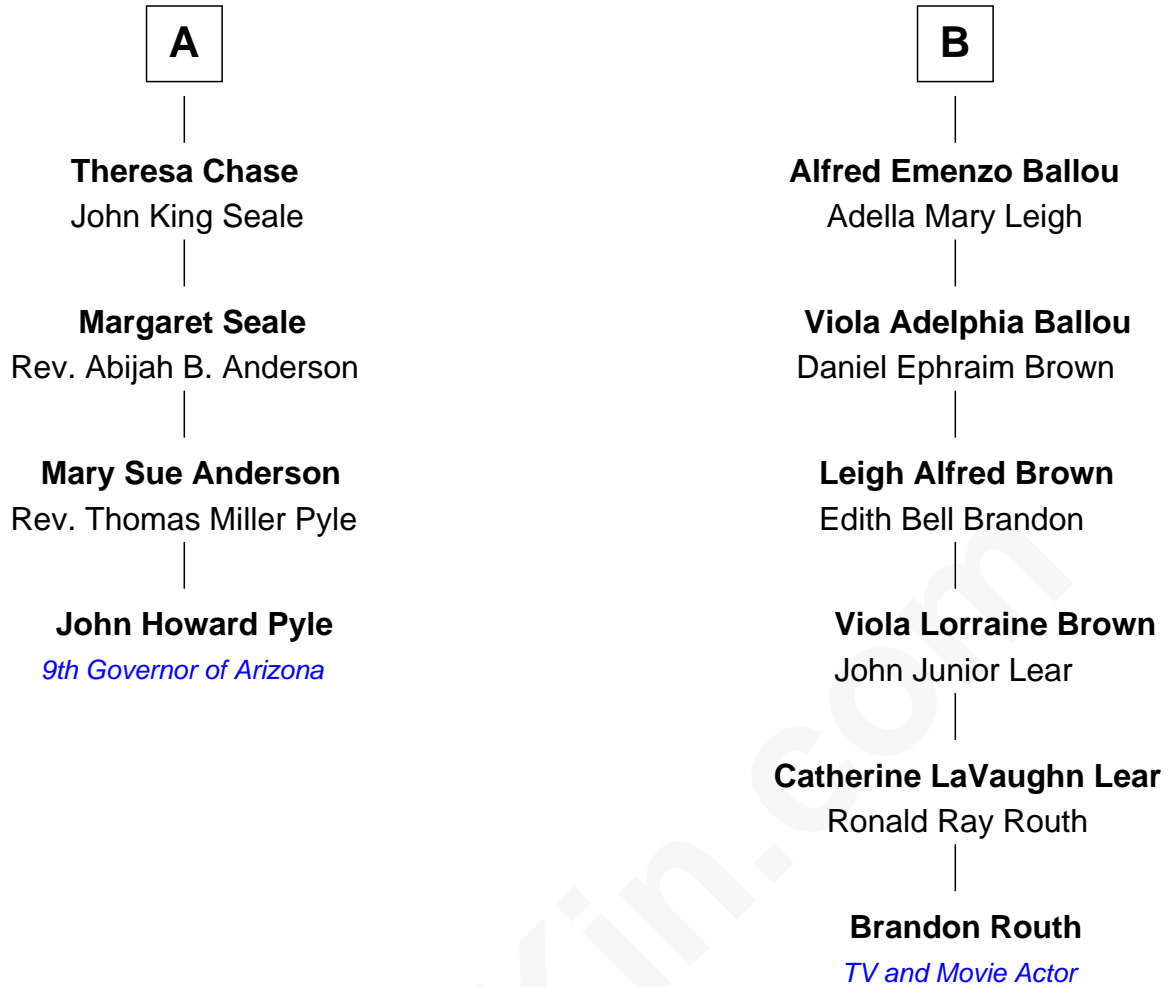 A
Theresa Chase
John King Seale
Margaret Seale
Rev. Abijah B. Anderson
Mary Sue Anderson
Rev. Thomas Miller Pyle
John Howard Pyle
9th Governor of Arizona
B
Alfred Emenzo Ballou
Adella Mary Leigh
Viola Adelphia Ballou
Daniel Ephraim Brown
Leigh Alfred Brown
Edith Bell Brandon
Viola Lorraine Brown
John Junior Lear
Catherine LaVaughn Lear
Ronald Ray Routh
Brandon Routh
TV and Movie Actor
Kin.com